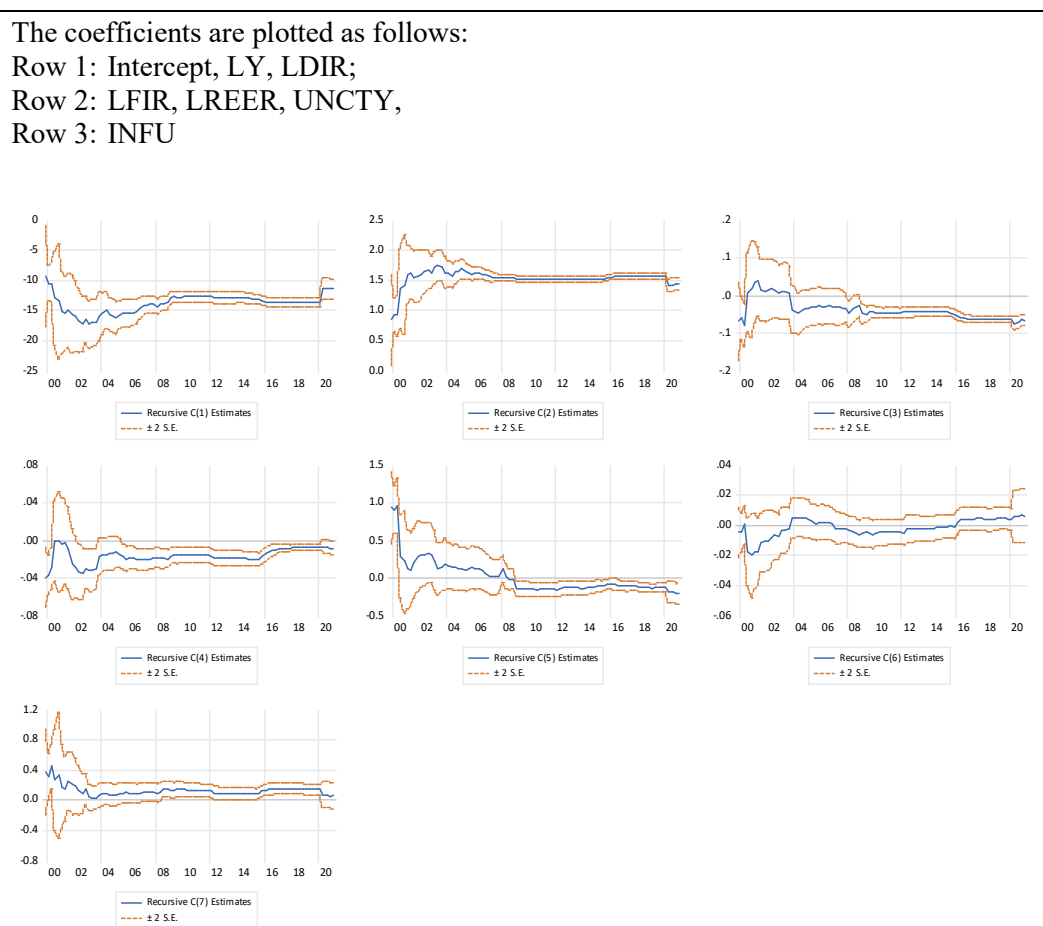 The coefficients are plotted as follows:
Row 1: Intercept, LY, LDIR;
Row 2: LFIR, LREER, UNCTY,
Row 3: INFU
0
-5
-10
-15
-20
-25
00 02 04 06 08 10 12 14 16 18 20
Recursive C(1) Estimates
± 2 S.E.
2.5
2.0
1.5
1.0
0.5
0.0
00 02 04 06 08 10 12 14 16 18 20
Recursive C(2) Estimates
± 2 S.E.
.2
.1
.0
-.1
-.2
00 02 04 06 08 10 12 14 16 18 20
Recursive C(3) Estimates
± 2 S.E.
.08
.04
.00
-.04
-.08
00 02 04 06 08 10 12 14 16 18 20
Recursive C(4) Estimates
± 2 S.E.
1.5
1.0
0.5
0.0
-0.5
00 02 04 06 08 10 12 14 16 18 20
Recursive C(5) Estimates
± 2 S.E.
.04
.02
.00
-.02
-.04
-.06
00 02 04 06 08 10 12 14 16 18 20
Recursive C(6) Estimates
± 2 S.E.
1.2
0.8
0.4
0.0
-0.4
-0.8
00 02 04 06 08 10 12 14 16 18 20
Recursive C(7) Estimates
± 2 S.E.